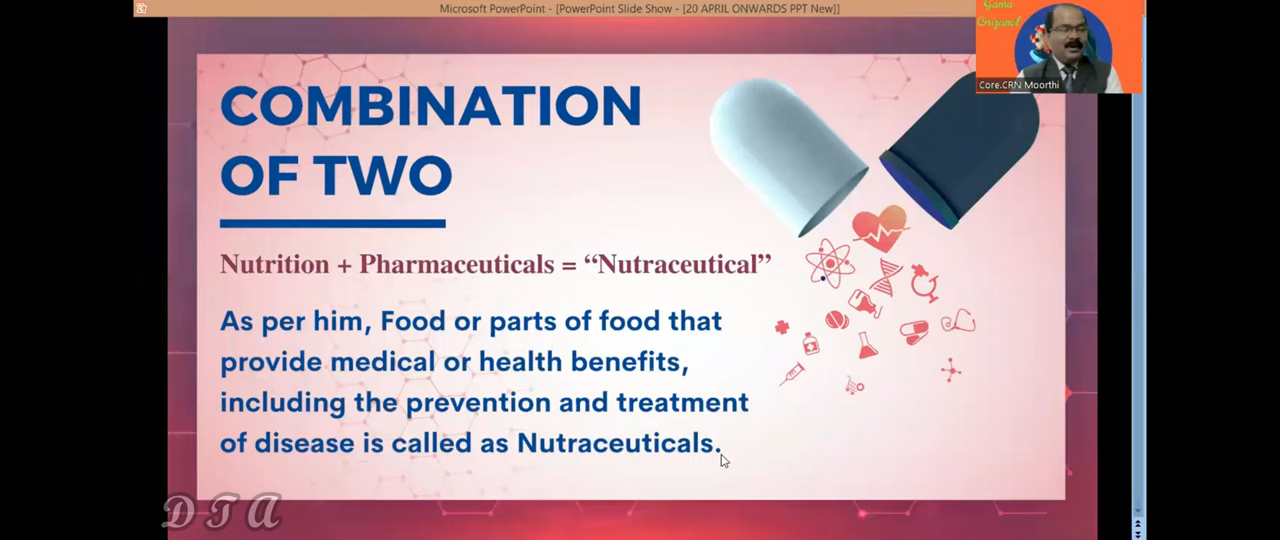 Microsoft PowerPoint - [PowerPoint Slide Show - [20 APRIL ONWARDS PPT New]]
Gama
Orizanol
Core.CRN Moorthi
COMBINATION
OF TWO
Nutrition + Pharmaceuticals = “Nutraceutical”
As per him, Food or parts of food that
provide medical or health benefits,
including the prevention and treatment
of disease is called as Nutraceuticals.
DTA